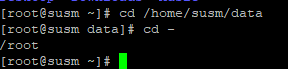 [root@susm ~]# cd /home/susm/data
[root@susm data]# cd -
/root
[root@susm ~]#